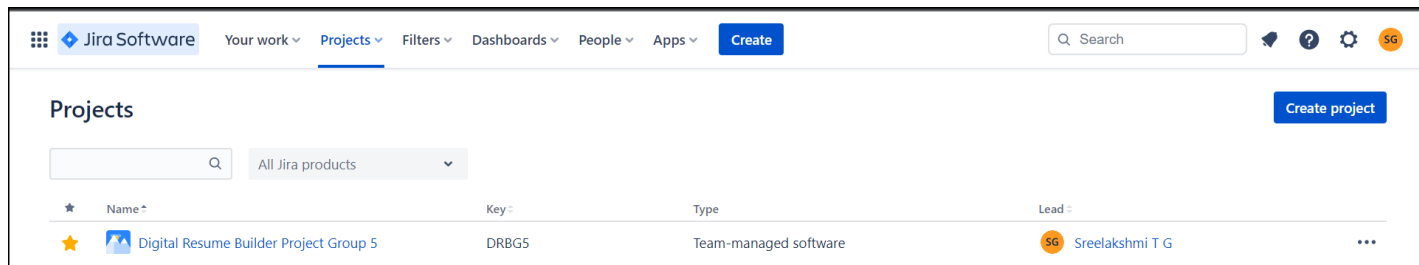 Jira Software Your work Projects Filters Dashboards People Apps Create Search SG
Projects Create project
All Jira products
Name Key Type Lead
Digital Resume Builder Project Group 5 DRBG5 Team-managed software SG Sreelakshmi T G